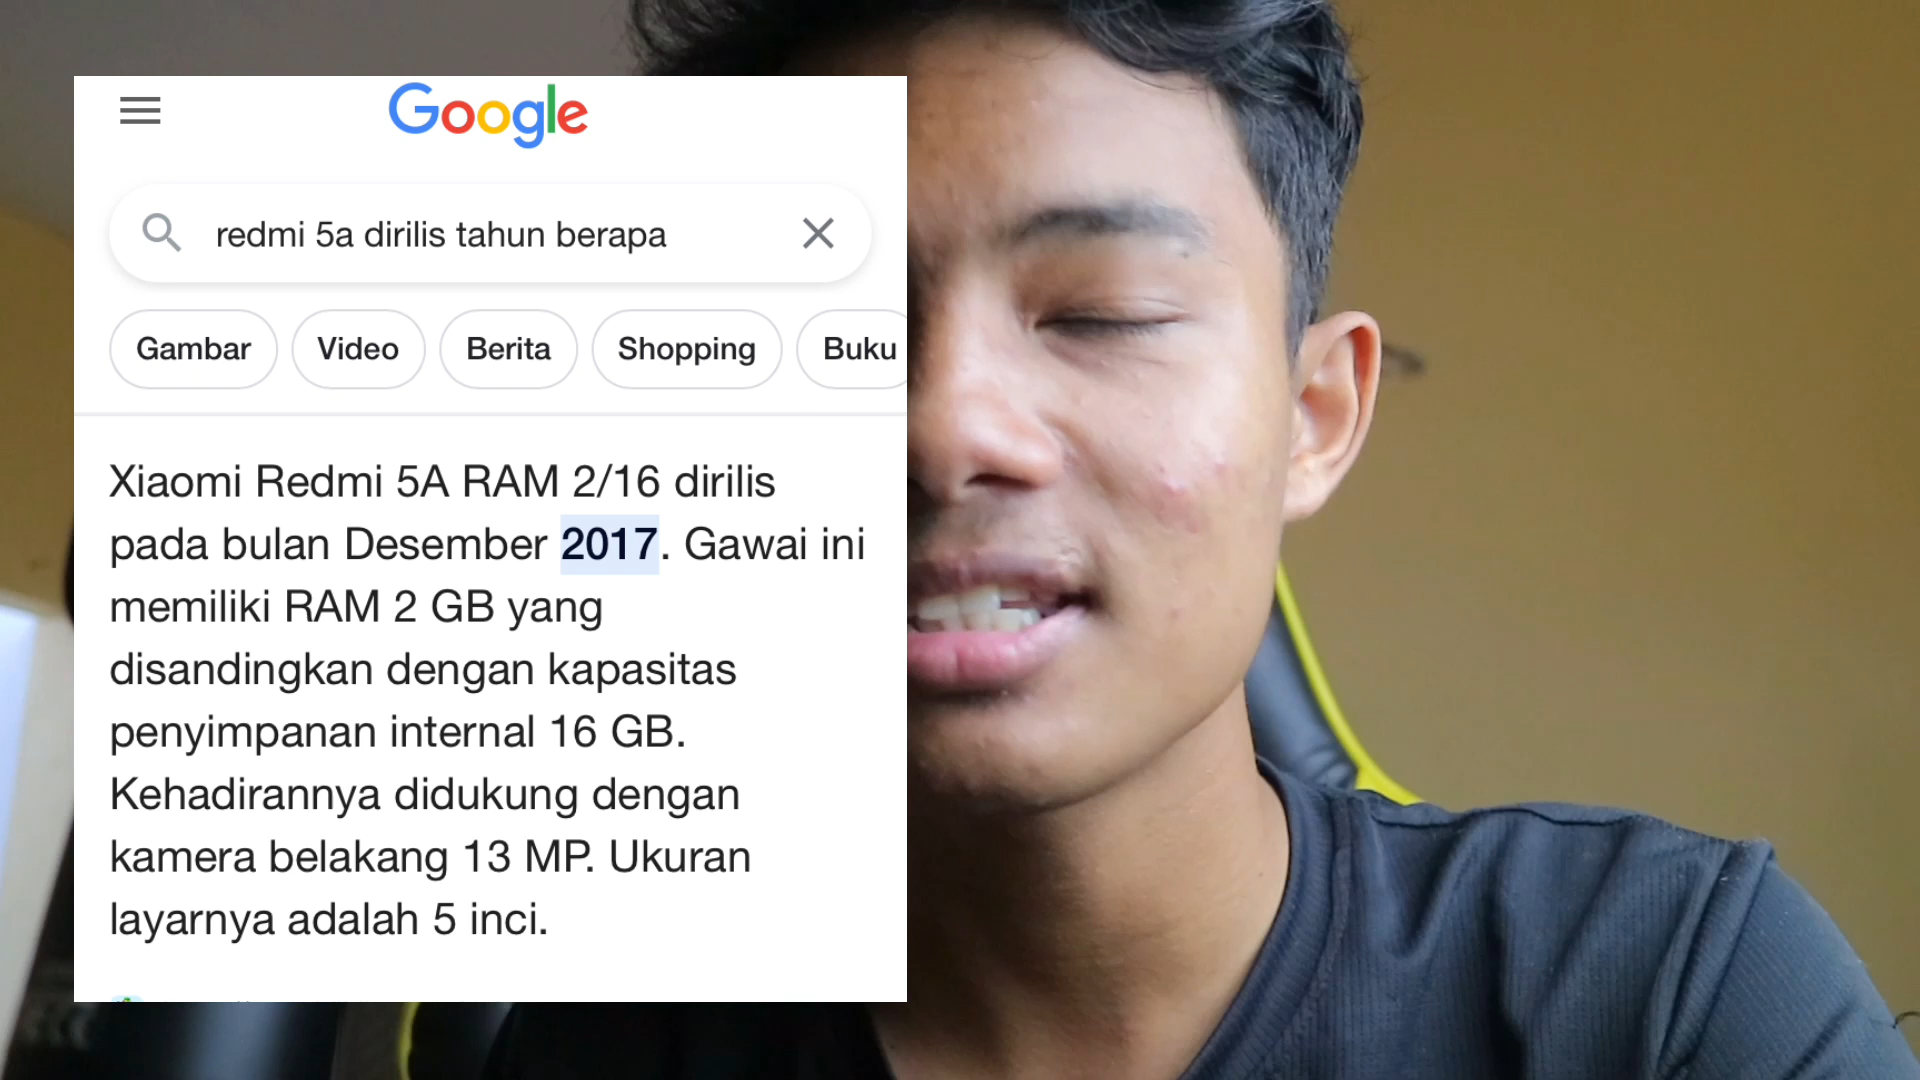 Google
redmi 5a dirilis tahun berapa
Gambar Video Berita Shopping Buku
Xiaomi Redmi 5A RAM 2/16 dirilis
pada bulan Desember 2017. Gawai ini
memiliki RAM 2 GB yang
disandingkan dengan kapasitas
penyimpanan internal 16 GB.
Kehadirannya didukung dengan
kamera belakang 13 MP. Ukuran
layarnya adalah 5 inci.